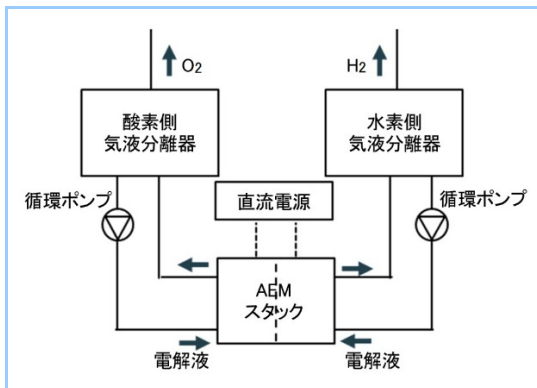 O2
H2
酸素側
気液分離器
水素側
気液分離器
循環ポンプ
直流電源
循環ポンプ
AEM
スタック
電解液
電解液